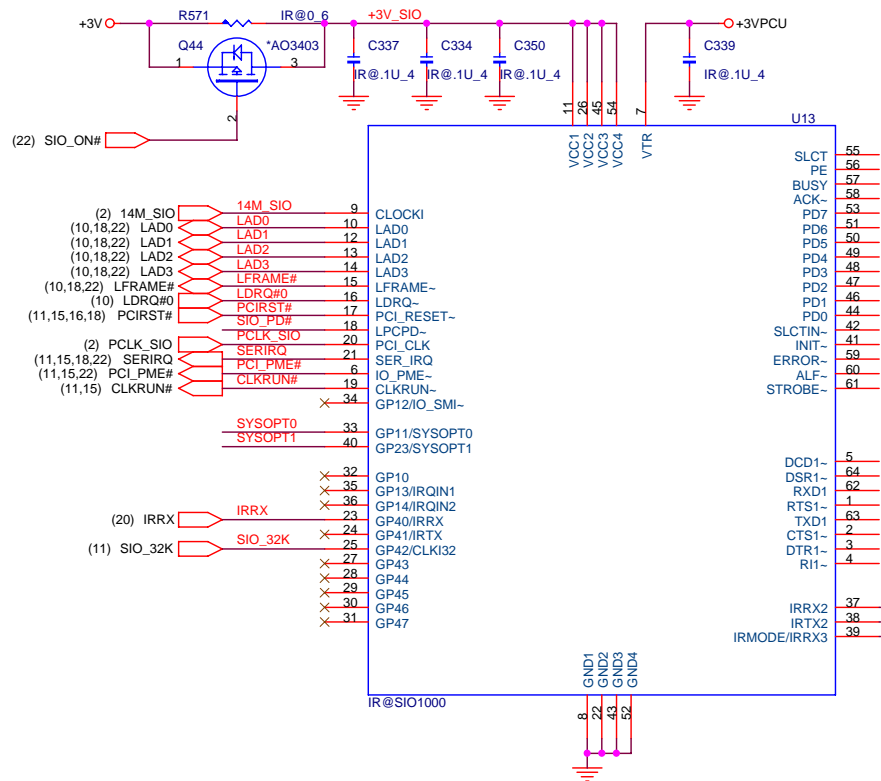 R571 IR@0_6 +3V_SIO
+3V +3VPCU
Q44 *AO3403 C337 C334 C350 C339
1 3
IR@.1U_4 IR@.1U_4 IR@.1U_4 IR@.1U_4
2
11 26 45 54 7
U13
(22) SIO_ON#
VCC1 VCC2 VCC3 VCC4 VTR
SLCT 55
PE 56
BUSY 57
ACK~ 58
PD7 53
PD6 51
PD5 50
PD4 49
PD3 48
PD2 47
PD1 46
PD0 44
SLCTIN~ 42
INIT~ 41
ERROR~ 59
ALF~ 60
STROBE~ 61
(2) 14M_SIO 14M_SIO 9 CLOCKI
(10,18,22) LAD0 LAD0 10 LAD0
(10,18,22) LAD1 LAD1 12 LAD1
(10,18,22) LAD2 LAD2 13 LAD2
(10,18,22) LAD3 LAD3 14 LAD3
(10,18,22) LFRAME# LFRAME# 15 LFRAME~
(10) LDRQ#0 LDRQ#0 16 LDRQ~
(11,15,16,18) PCIRST# PCIRST# 17 PCI_RESET~
SIO_PD# 18 LPCPD~
(2) PCLK_SIO PCLK_SIO 20 PCI_CLK
(11,15,18,22) SERIRQ SERIRQ 21 SER_IRQ
(11,15,22) PCI_PME# PCI_PME# 6 IO_PME~
(11,15) CLKRUN# CLKRUN# 19 CLKRUN~
34 GP12/IO_SMI~
SYSOPT0 33 GP11/SYSOPT0
SYSOPT1 40 GP23/SYSOPT1
32 GP10
35 GP13/IRQIN1
36 GP14/IRQIN2
(20) IRRX IRRX 23 GP40/IRRX
24 GP41/IRTX
(11) SIO_32K SIO_32K 25 GP42/CLKI32
27 GP43
28 GP44
29 GP45
30 GP46
31 GP47
DCD1~ 5
DSR1~ 64
RXD1 62
RTS1~ 1
TXD1 63
CTS1~ 2
DTR1~ 3
RI1~ 4
IRRX2 37
IRTX2 38
IRMODE/IRRX3 39
GND1 GND2 GND3 GND4
IR@SIO1000
8 22 43 52